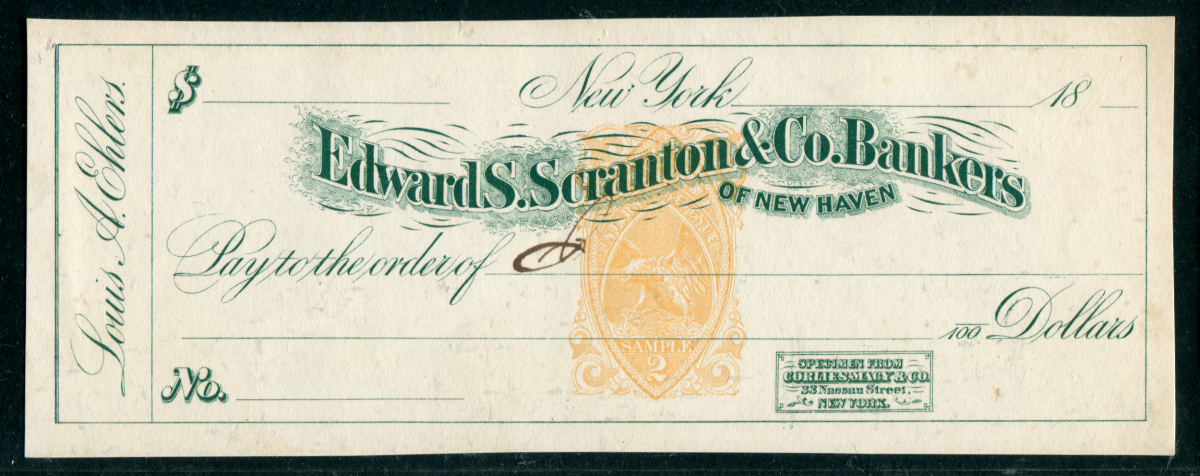 Louis A. Ehlers.
$ New York 18
Edward S. Scranton & Co. Bankers
OF NEW HAVEN
Pay to the order of
100 Dollars
SAMPLE
2
No.
SPECIMEN FROM
CORLIES, MACY & CO.
33 Nassau Street,
NEW YORK.